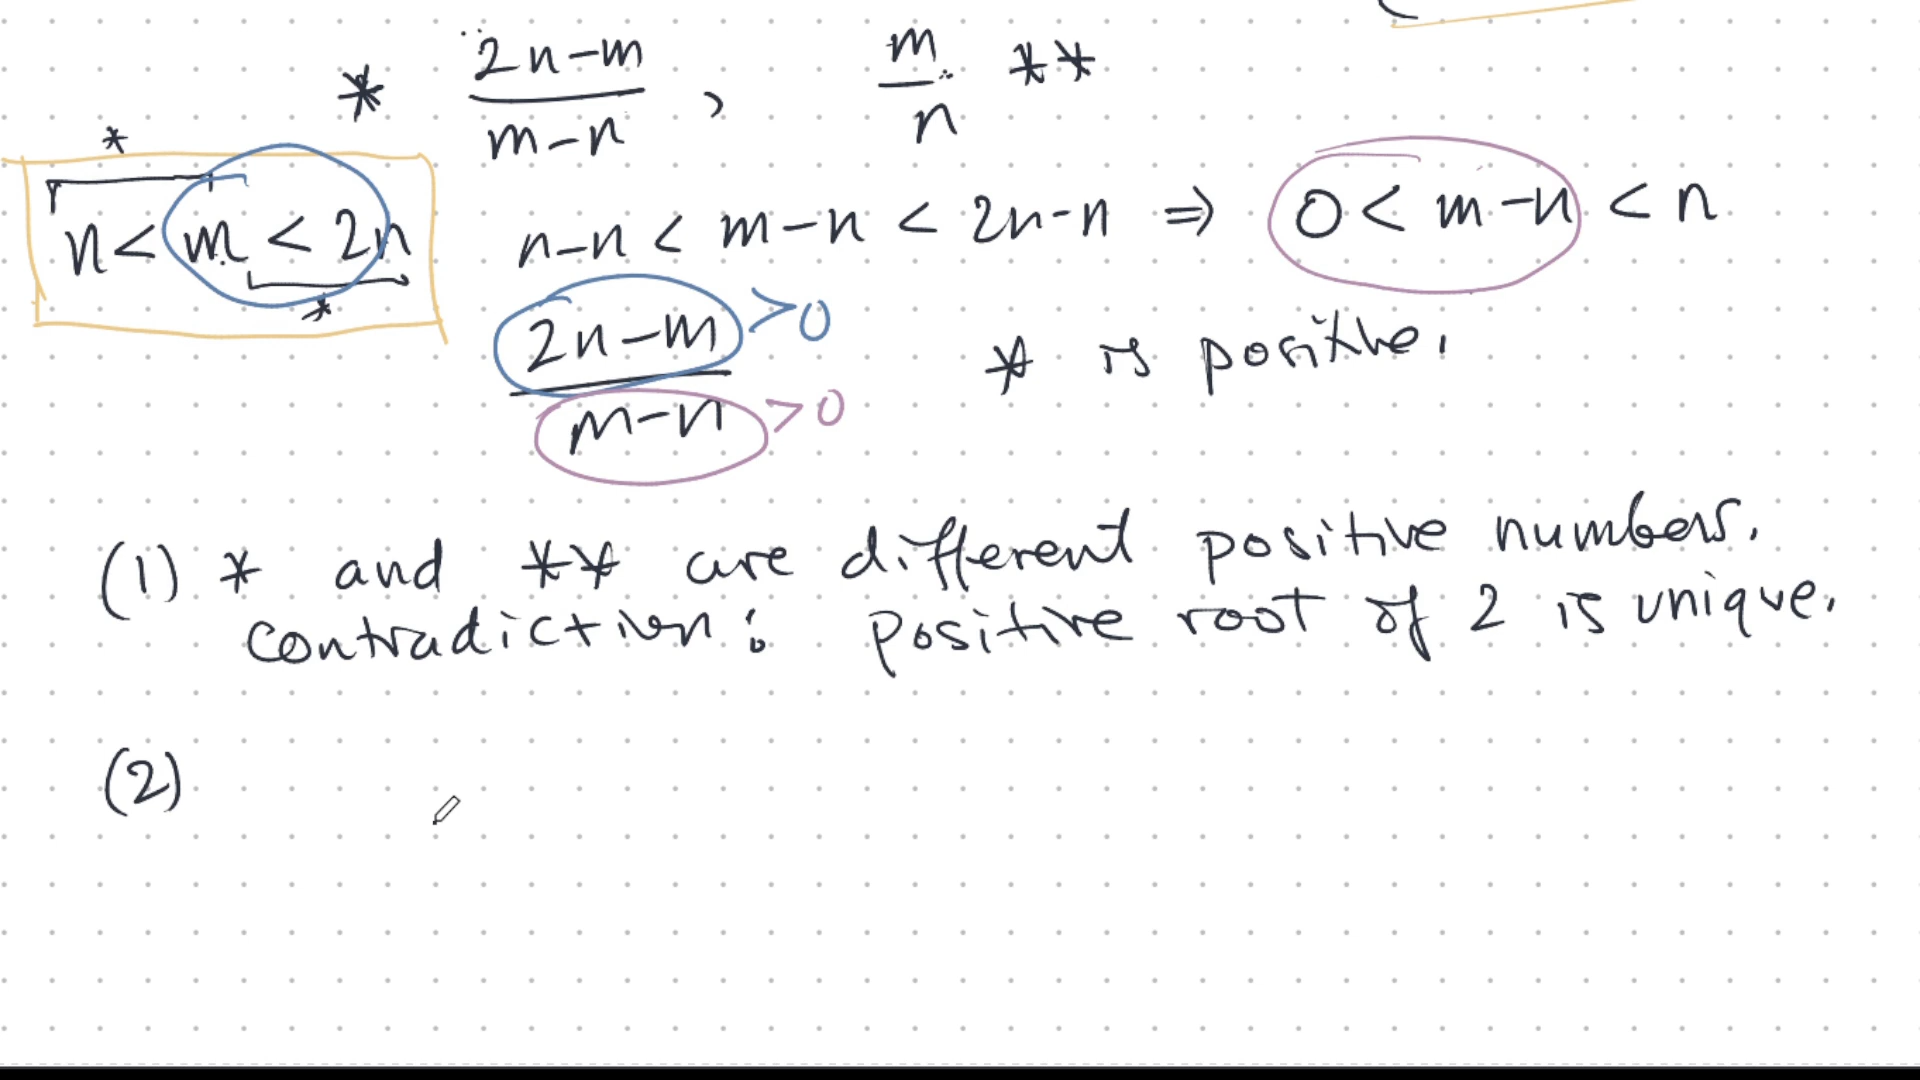 * 2n-m / m-n , m / n **
*
n < m < 2n
*
n-n < m-n < 2n-n ⇒ 0 < m-n < n
2n-m > 0
m-n > 0
* is positive.
(1) * and ** are different positive numbers.
contradiction: positive root of 2 is unique.
(2)